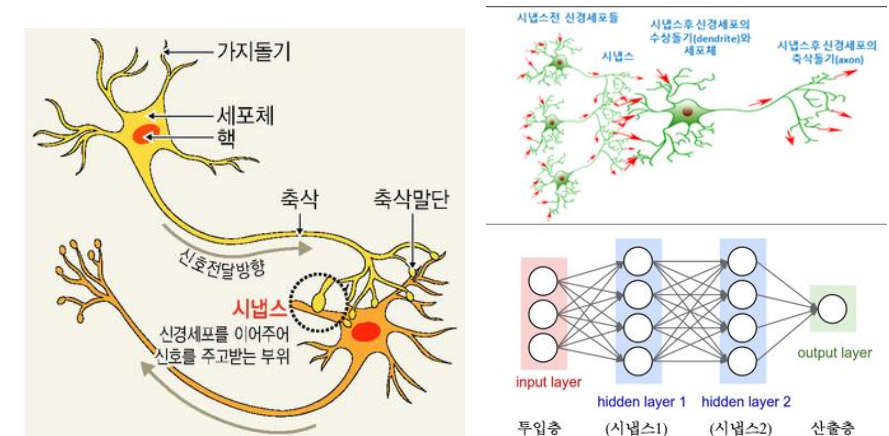 가지돌기
세포체
핵
축삭
축삭말단
신호전달방향
시냅스
신경세포를 이어주어
신호를 주고받는 부위
시냅스전 신경세포들
시냅스
시냅스후 신경세포의
수상돌기(dendrite)와
세포체
시냅스후 신경세포의
축삭돌기(axon)
input layer
hidden layer 1
hidden layer 2
output layer
투입층
(시냅스1)
(시냅스2)
산출층